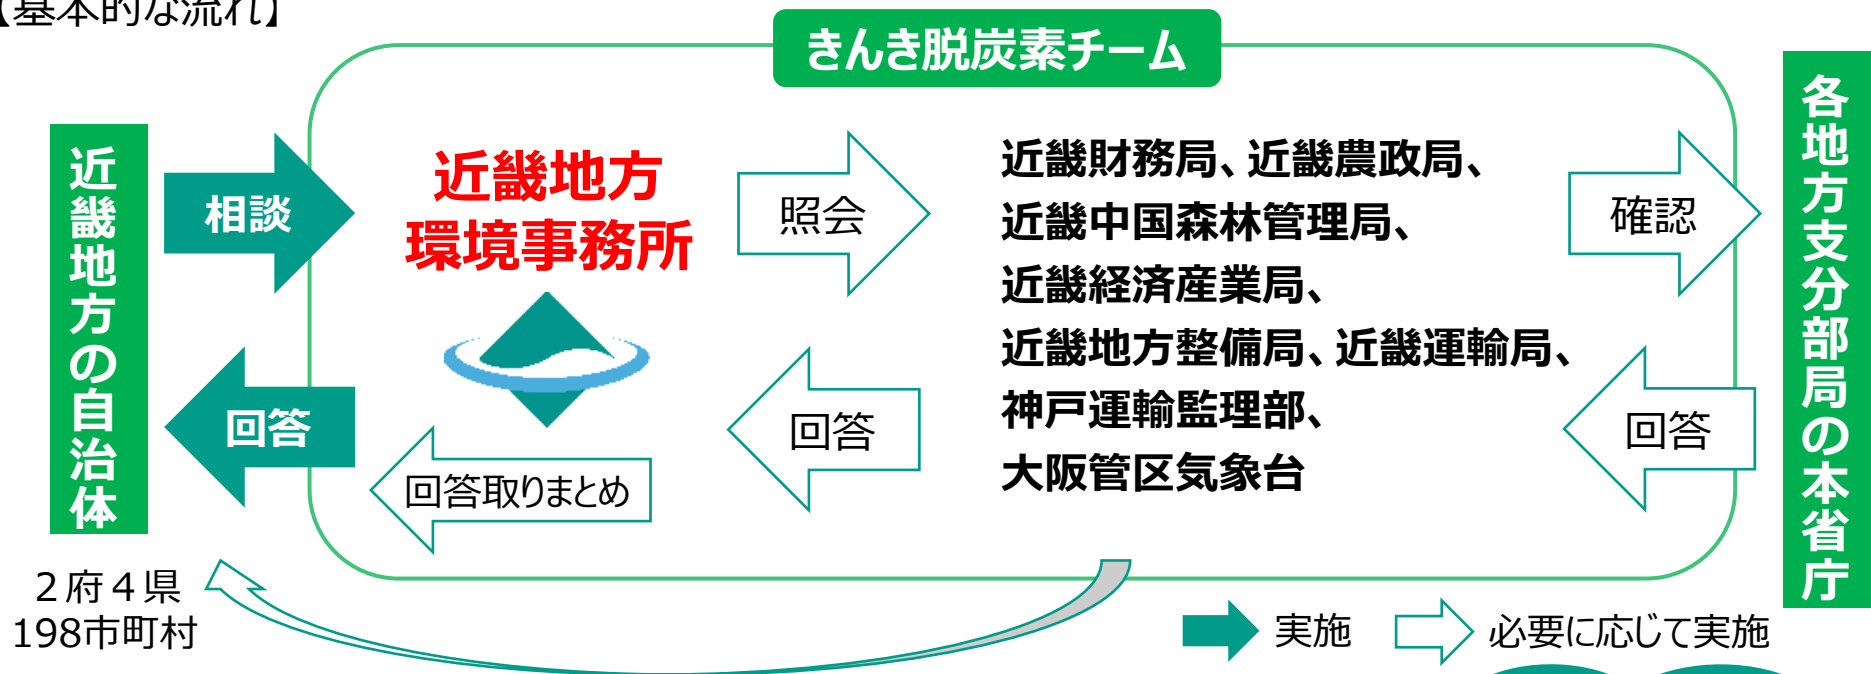 【基本的な流れ】
きんき脱炭素チーム
近畿地方の自治体
２府４県
198市町村
相談
回答
近畿地方
環境事務所
回答取りまとめ
照会
回答
近畿財務局、近畿農政局、
近畿中国森林管理局、
近畿経済産業局、
近畿地方整備局、近畿運輸局、
神戸運輸監理部、
大阪管区気象台
確認
回答
各地方支分部局の本省庁
実施
必要に応じて実施